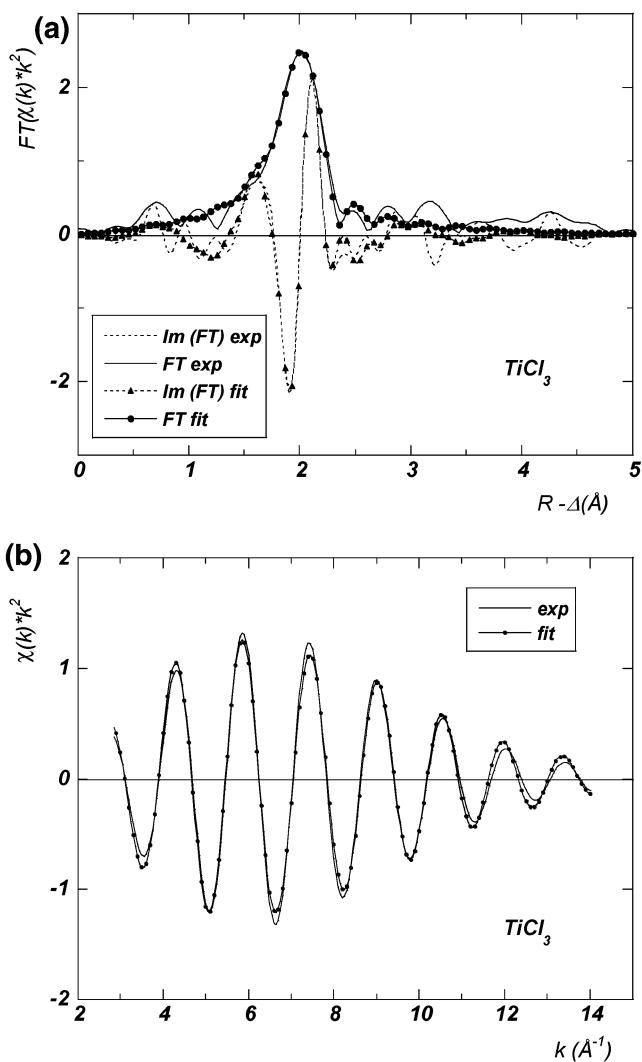 (a)
FT(χ(k)*k²)
2
0
-2
Im (FT) exp
FT exp
Im (FT) fit
FT fit
TiCl₃
0 1 2 3 4 5
R -Δ(Å)
(b)
χ(k)*k²
2
1
0
-1
-2
exp
fit
TiCl₃
2 4 6 8 10 12 14
k (Å⁻¹)